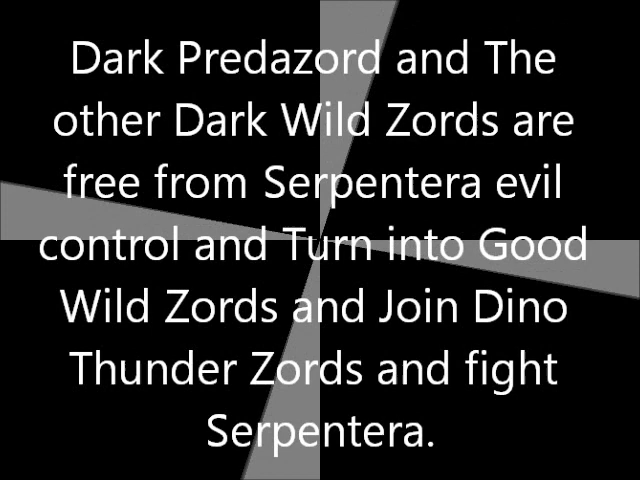 Dark Predazord and The
other Dark Wild Zords are
free from Serpentera evil
control and Turn into Good
Wild Zords and Join Dino
Thunder Zords and fight
Serpentera.